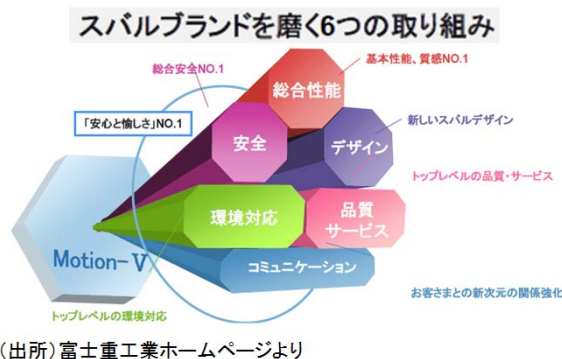 スバルブランドを磨く6つの取り組み
総合安全NO.1
基本性能、質感NO.1
総合性能
「安心と愉しさ」NO.1
新しいスバルデザイン
安全
デザイン
トップレベルの品質・サービス
環境対応
品質
サービス
Motion-V
コミュニケーション
お客さまとの新次元の関係強化
トップレベルの環境対応
(出所)富士重工業ホームページより